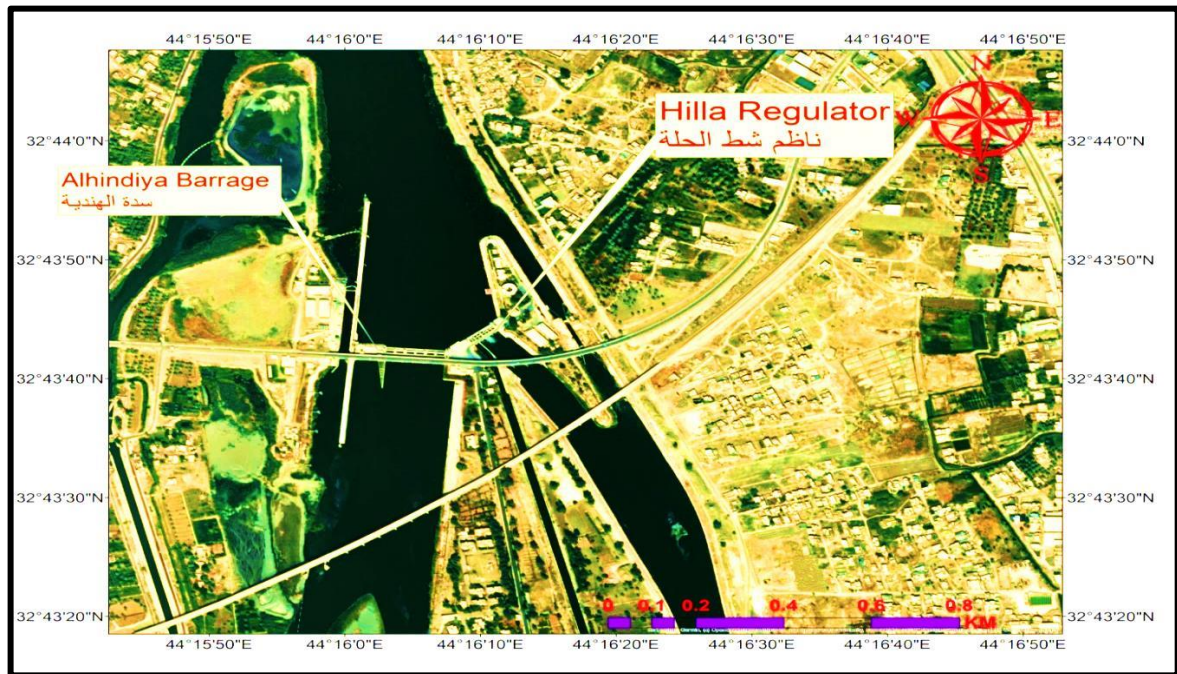 44°15'50"E 44°16'0"E 44°16'10"E 44°16'20"E 44°16'30"E 44°16'40"E 44°16'50"E
N
Hilla Regulator
ناظم شط الحلة
W E
32°44'0"N 32°44'0"N
S
Alhindiya Barrage
سدة الهندية
32°43'50"N 32°43'50"N
32°43'40"N 32°43'40"N
32°43'30"N 32°43'30"N
0 0.1 0.2 0.4 0.6 0.8
KM
32°43'20"N 32°43'20"N
44°15'50"E 44°16'0"E 44°16'10"E 44°16'20"E 44°16'30"E 44°16'40"E 44°16'50"E